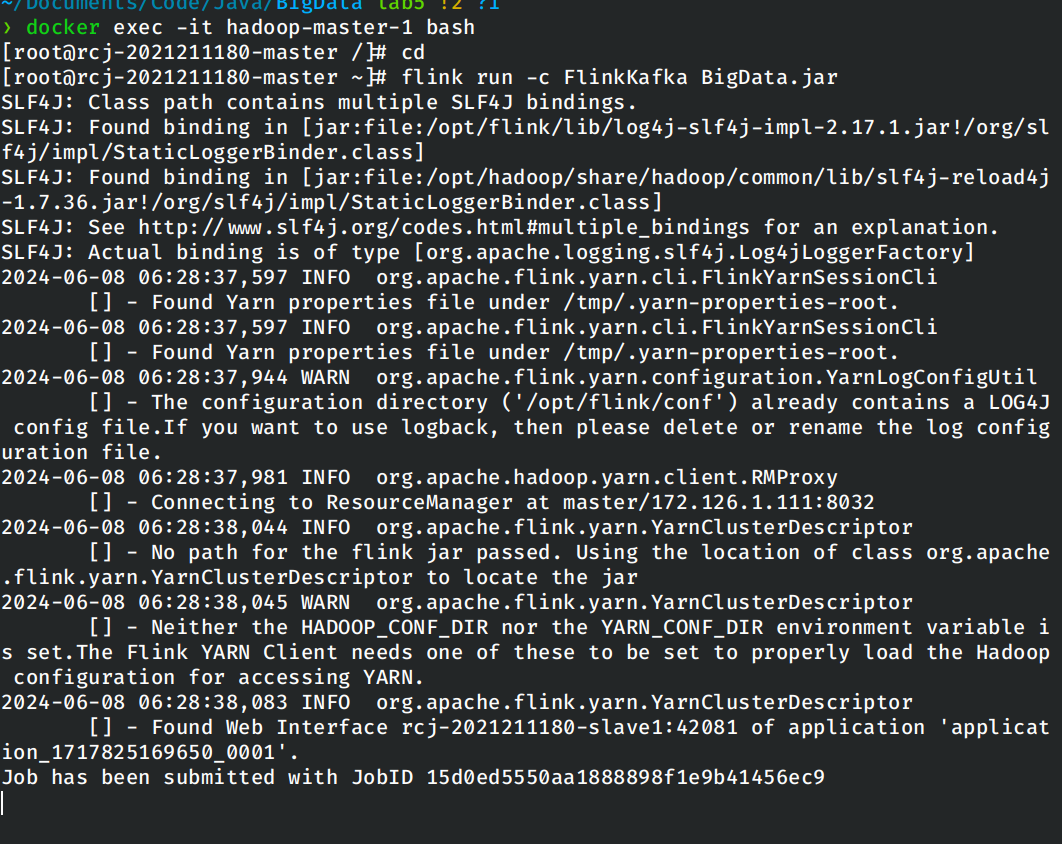 ~/Documents/Code/Java/BigData lab5 !2 ?1
› docker exec -it hadoop-master-1 bash
[root@rcj-2021211180-master /]# cd
[root@rcj-2021211180-master ~]# flink run -c FlinkKafka BigData.jar
SLF4J: Class path contains multiple SLF4J bindings.
SLF4J: Found binding in [jar:file:/opt/flink/lib/log4j-slf4j-impl-2.17.1.jar!/org/sl
f4j/impl/StaticLoggerBinder.class]
SLF4J: Found binding in [jar:file:/opt/hadoop/share/hadoop/common/lib/slf4j-reload4j
-1.7.36.jar!/org/slf4j/impl/StaticLoggerBinder.class]
SLF4J: See http://www.slf4j.org/codes.html#multiple_bindings for an explanation.
SLF4J: Actual binding is of type [org.apache.logging.slf4j.Log4jLoggerFactory]
2024-06-08 06:28:37,597 INFO  org.apache.flink.yarn.cli.FlinkYarnSessionCli
       [] - Found Yarn properties file under /tmp/.yarn-properties-root.
2024-06-08 06:28:37,597 INFO  org.apache.flink.yarn.cli.FlinkYarnSessionCli
       [] - Found Yarn properties file under /tmp/.yarn-properties-root.
2024-06-08 06:28:37,944 WARN  org.apache.flink.yarn.configuration.YarnLogConfigUtil
       [] - The configuration directory ('/opt/flink/conf') already contains a LOG4J
 config file.If you want to use logback, then please delete or rename the log config
uration file.
2024-06-08 06:28:37,981 INFO  org.apache.hadoop.yarn.client.RMProxy
       [] - Connecting to ResourceManager at master/172.126.1.111:8032
2024-06-08 06:28:38,044 INFO  org.apache.flink.yarn.YarnClusterDescriptor
       [] - No path for the flink jar passed. Using the location of class org.apache
.flink.yarn.YarnClusterDescriptor to locate the jar
2024-06-08 06:28:38,045 WARN  org.apache.flink.yarn.YarnClusterDescriptor
       [] - Neither the HADOOP_CONF_DIR nor the YARN_CONF_DIR environment variable i
s set.The Flink YARN Client needs one of these to be set to properly load the Hadoop
 configuration for accessing YARN.
2024-06-08 06:28:38,083 INFO  org.apache.flink.yarn.YarnClusterDescriptor
       [] - Found Web Interface rcj-2021211180-slave1:42081 of application 'applicat
ion_1717825169650_0001'.
Job has been submitted with JobID 15d0ed5550aa1888898f1e9b41456ec9